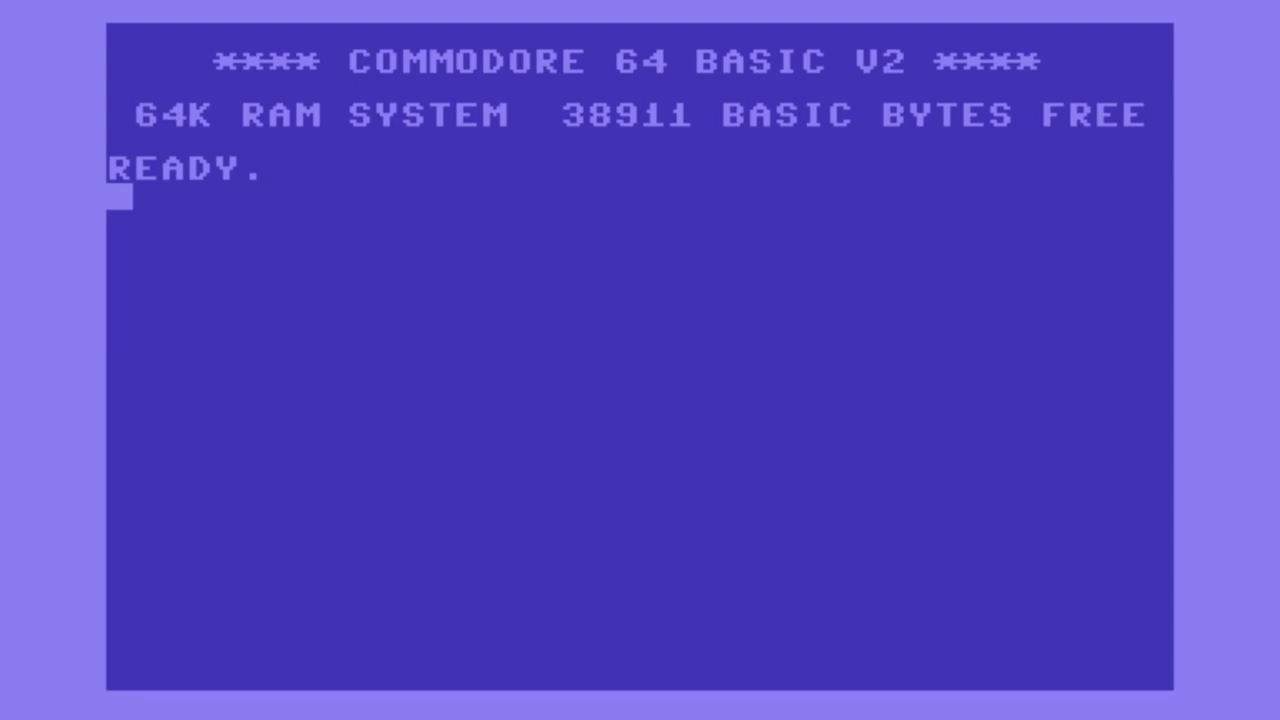 **** COMMODORE 64 BASIC V2 ****
64K RAM SYSTEM  38911 BASIC BYTES FREE
READY.